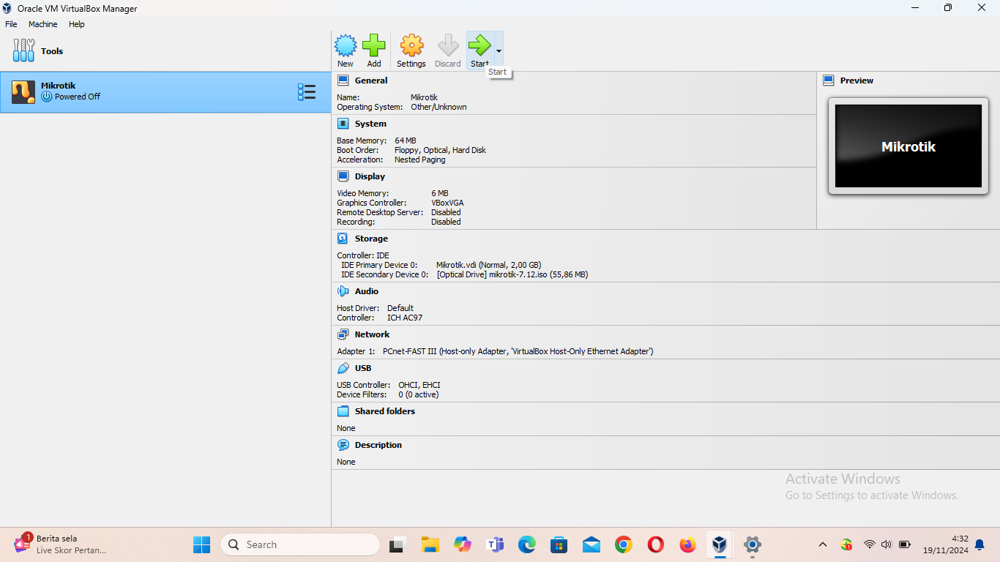 Oracle VM VirtualBox Manager
File Machine Help
Tools
New Add Settings Discard Start
Start
Mikrotik
Powered Off
General
Name: Mikrotik
Operating System: Other/Unknown
System
Base Memory: 64 MB
Boot Order: Floppy, Optical, Hard Disk
Acceleration: Nested Paging
Display
Video Memory: 6 MB
Graphics Controller: VBoxVGA
Remote Desktop Server: Disabled
Recording: Disabled
Storage
Controller: IDE
IDE Primary Device 0: Mikrotik.vdi (Normal, 2,00 GB)
IDE Secondary Device 0: [Optical Drive] mikrotik-7.12.iso (55,86 MB)
Audio
Host Driver: Default
Controller: ICH AC97
Network
Adapter 1: PCnet-FAST III (Host-only Adapter, 'VirtualBox Host-Only Ethernet Adapter')
USB
USB Controller: OHCI, EHCI
Device Filters: 0 (0 active)
Shared folders
None
Description
None
Preview
Mikrotik
Activate Windows
Go to Settings to activate Windows.
1
Berita sela
Live Skor Pertan...
Search
4:32
19/11/2024